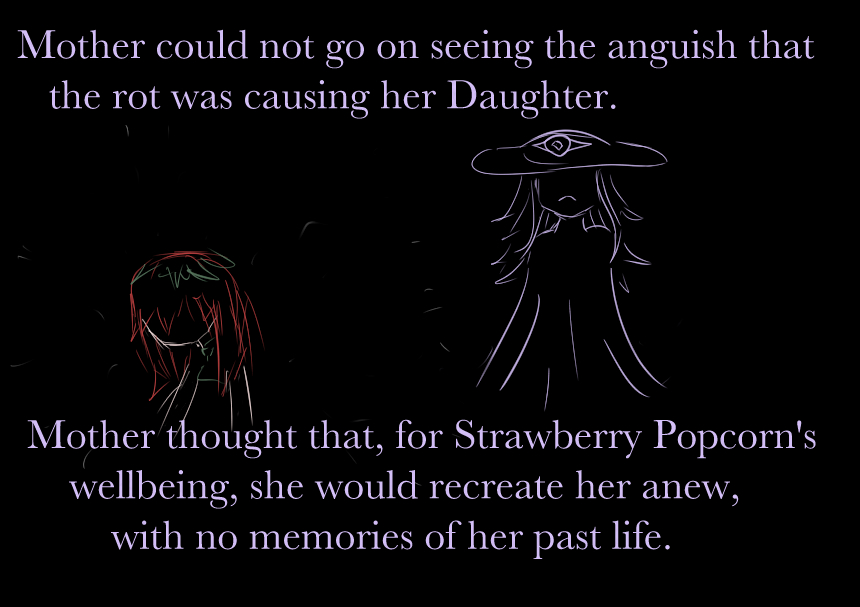 Mother could not go on seeing the anguish that
the rot was causing her Daughter.
Mother thought that, for Strawberry Popcorn's
wellbeing, she would recreate her anew,
with no memories of her past life.